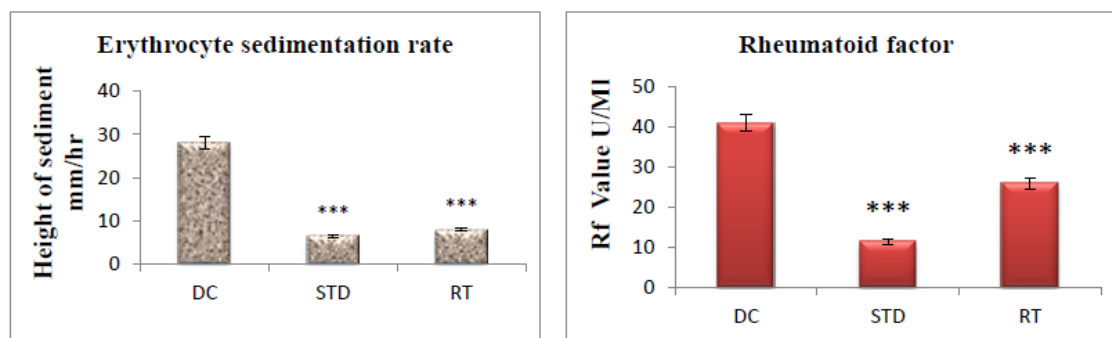 Erythrocyte sedimentation rate
Height of sediment
mm/hr
40
30
20
10
0
***
***
DC
STD
RT
Rheumatoid factor
Rf Value U/Ml
50
40
30
20
10
0
***
***
DC
STD
RT